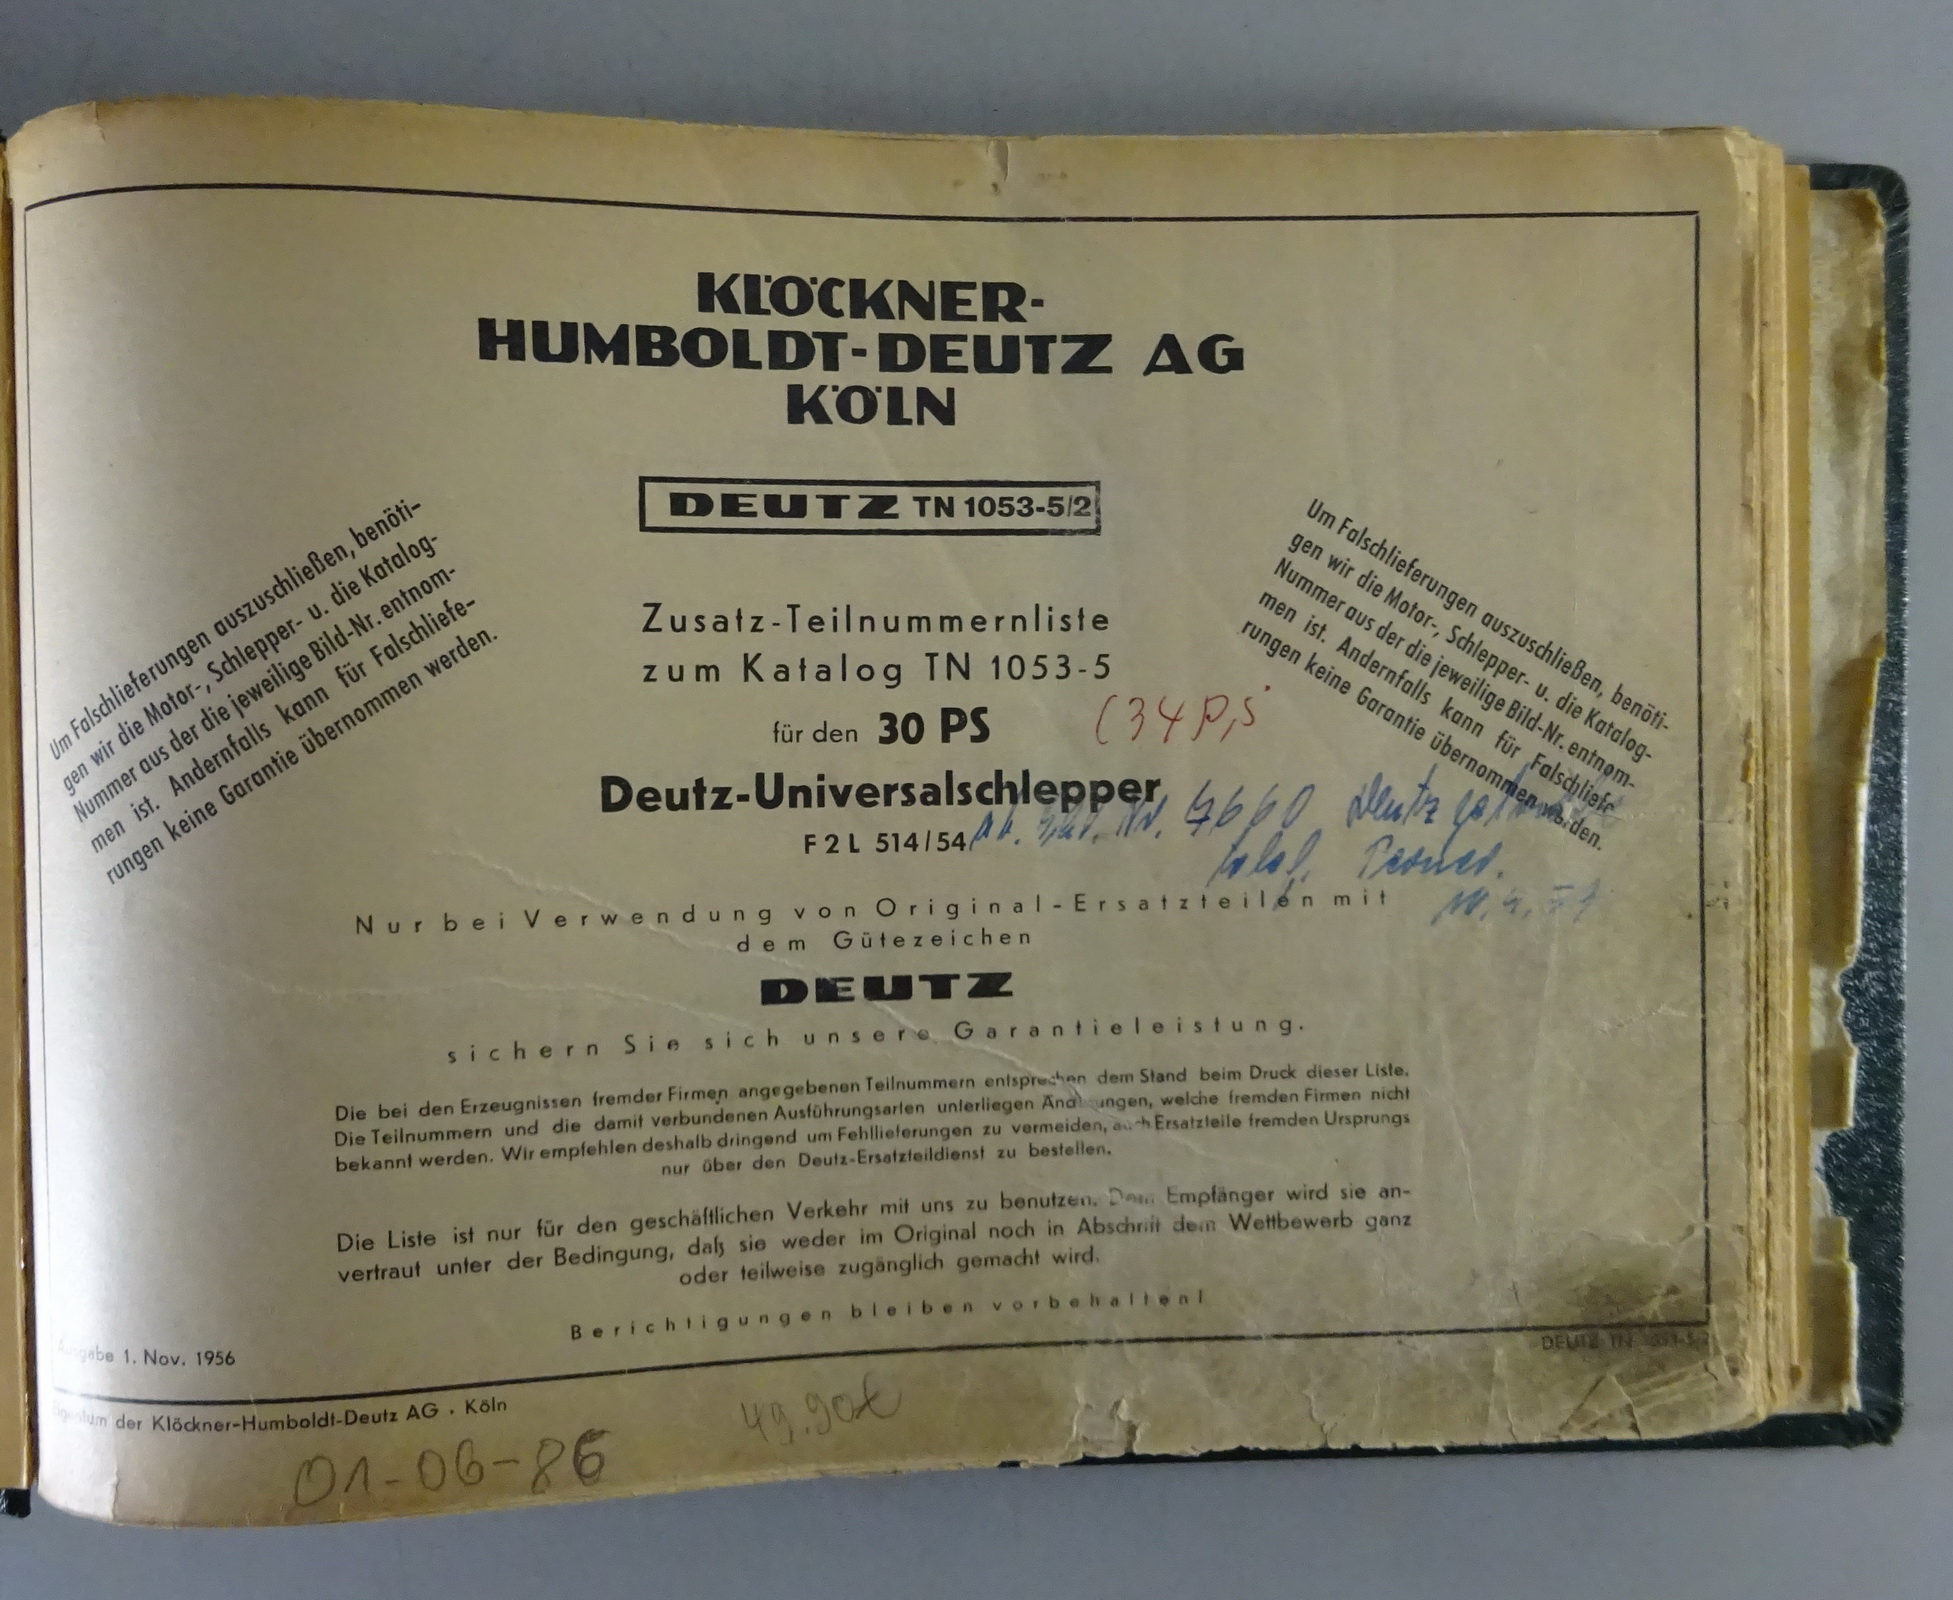 KLÖCKNER-
HUMBOLDT-DEUTZ AG
KÖLN
DEUTZ TN 1053-5/2
Um Falschlieferungen auszuschließen, benöti-
gen wir die Motor-, Schlepper- u. die Katalog-
Nummer aus der die jeweilige Bild-Nr. entnom-
men ist. Andernfalls kann für Falschliefe-
rungen keine Garantie übernommen werden.
Um Falschlieferungen auszuschließen, benöti-
gen wir die Motor-, Schlepper- u. die Katalog-
Nummer aus der die jeweilige Bild-Nr. entnom-
men ist. Andernfalls kann für Falschliefe-
rungen keine Garantie übernommen werden.
Zusatz-Teilnummernliste
zum Katalog TN 1053-5
für den 30 PS (34 P,S
Deutz-Universalschlepper
F2L 514/54 ab. Nr. 4660 Deutz
Nur bei Verwendung von Original-Ersatzteilen mit
dem Gütezeichen
DEUTZ
sichern Sie sich unsere Garantieleistung.
Die bei den Erzeugnissen fremder Firmen angegebenen Teilnummern entsprechen dem Stand beim Druck dieser Liste.
Die Teilnummern und die damit verbundenen Ausführungsarten unterliegen Änderungen, welche fremden Firmen nicht
bekannt werden. Wir empfehlen deshalb dringend um Fehllieferungen zu vermeiden, auch Ersatzteile fremden Ursprungs
nur über den Deutz-Ersatzteildienst zu bestellen.
Die Liste ist nur für den geschäftlichen Verkehr mit uns zu benutzen. Dem Empfänger wird sie an-
vertraut unter der Bedingung, daß sie weder im Original noch in Abschrift dem Wettbewerb ganz
oder teilweise zugänglich gemacht wird.
Berichtigungen bleiben vorbehalten!
Ausgabe 1. Nov. 1956
DEUTZ TN 1053-5/2
Eigentum der Klöckner-Humboldt-Deutz AG . Köln
01-06-86